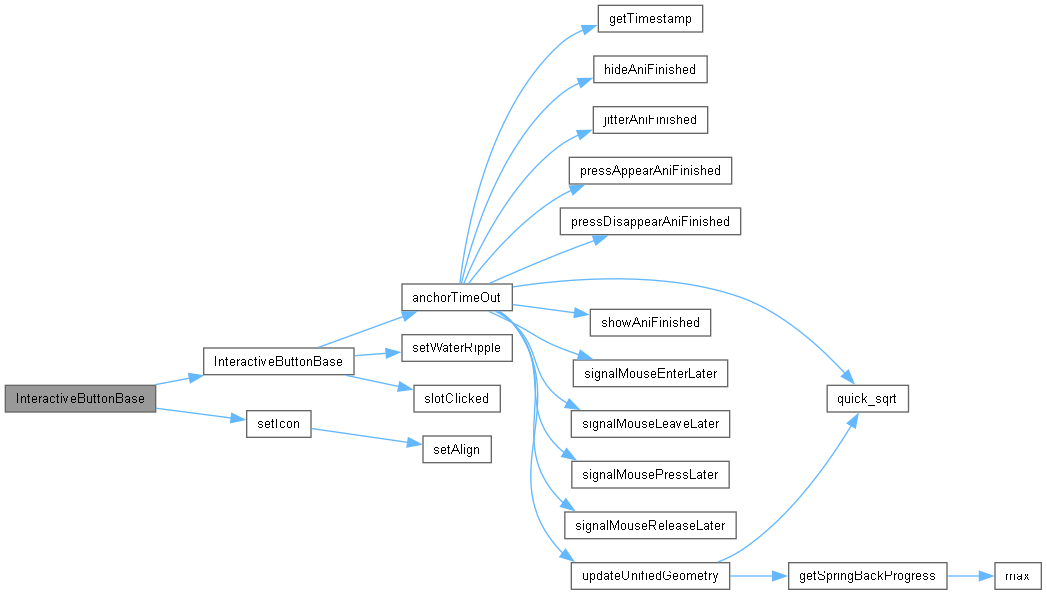 getTimestamp
hideAniFinished
jitterAniFinished
pressAppearAniFinished
pressDisappearAniFinished
anchorTimeOut
showAniFinished
setWaterRipple
InteractiveButtonBase
signalMouseEnterLater
InteractiveButtonBase
slotClicked
quick_sqrt
setIcon
signalMouseLeaveLater
setAlign
signalMousePressLater
signalMouseReleaseLater
updateUnifiedGeometry
getSpringBackProgress
max